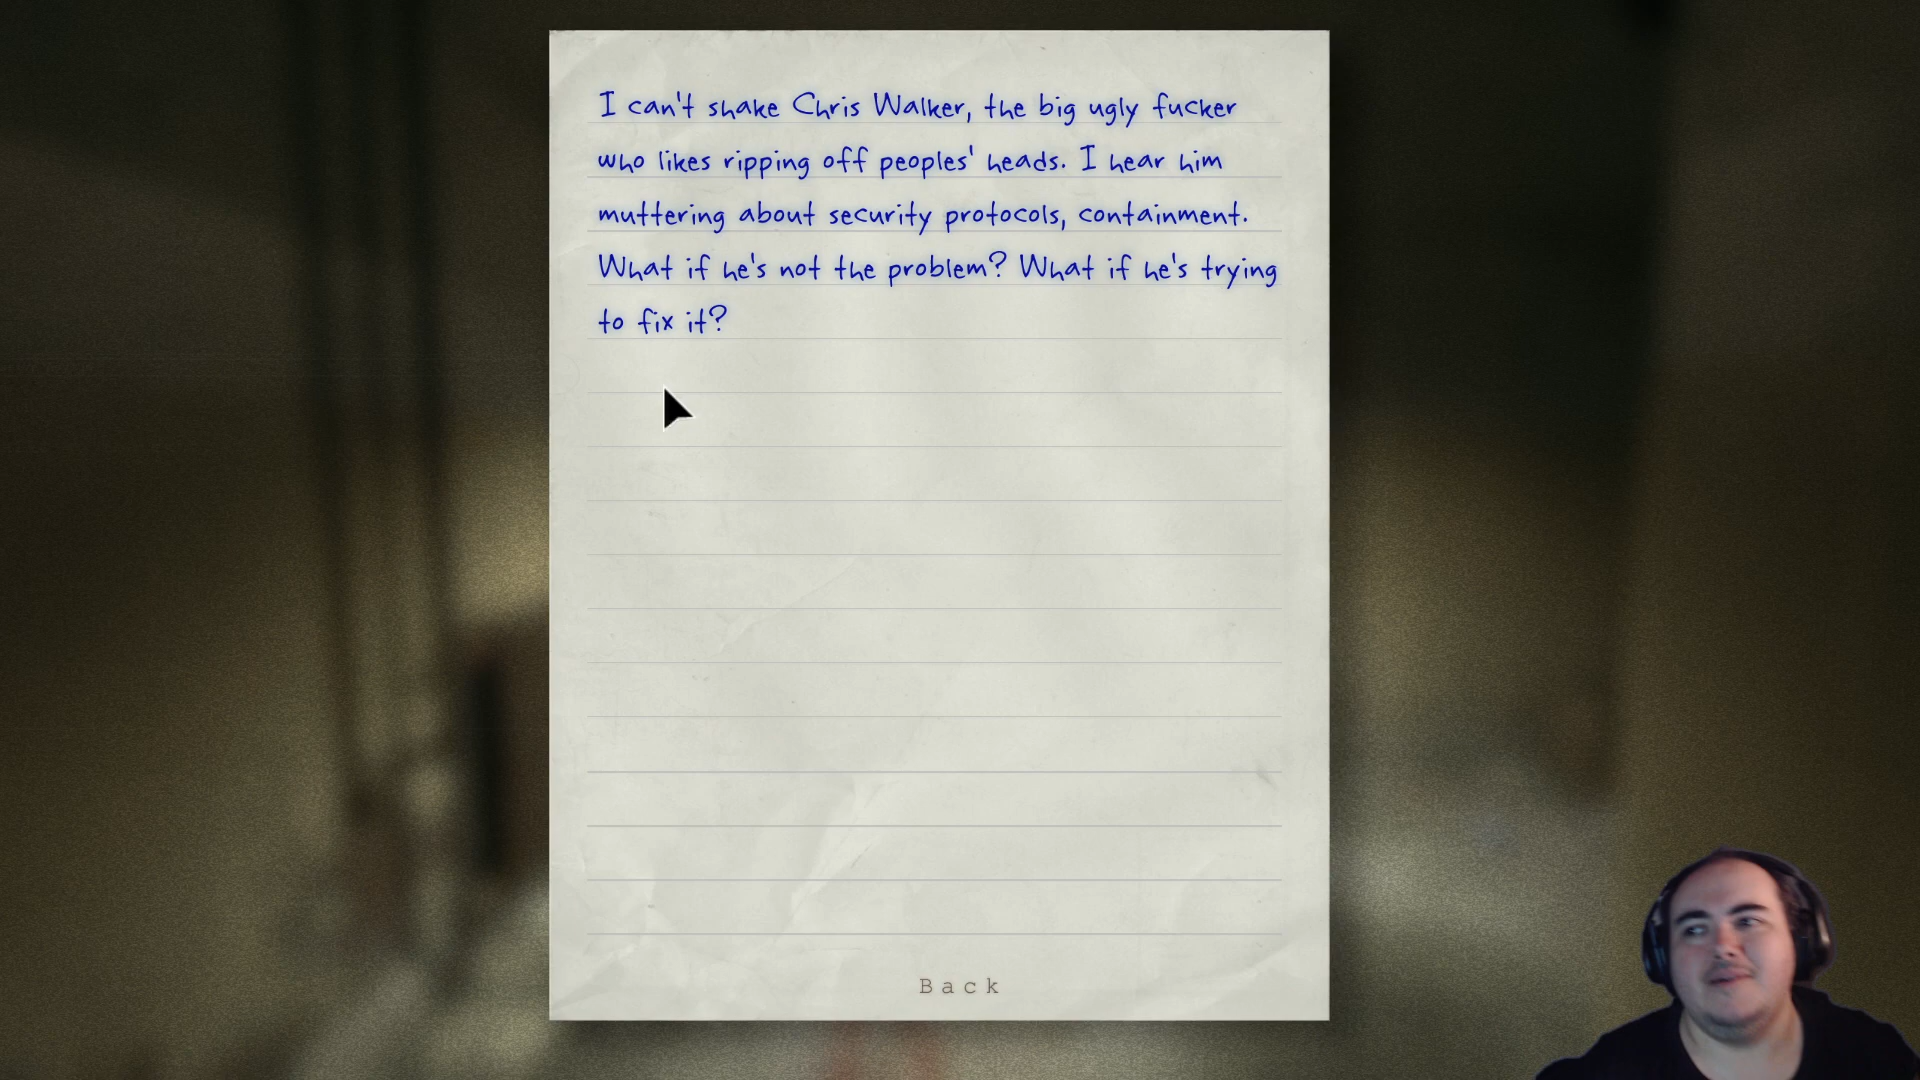 I can't shake Chris Walker, the big ugly fucker
who likes ripping off peoples' heads. I hear him
muttering about security protocols, containment.
What if he's not the problem? What if he's trying
to fix it?
Back